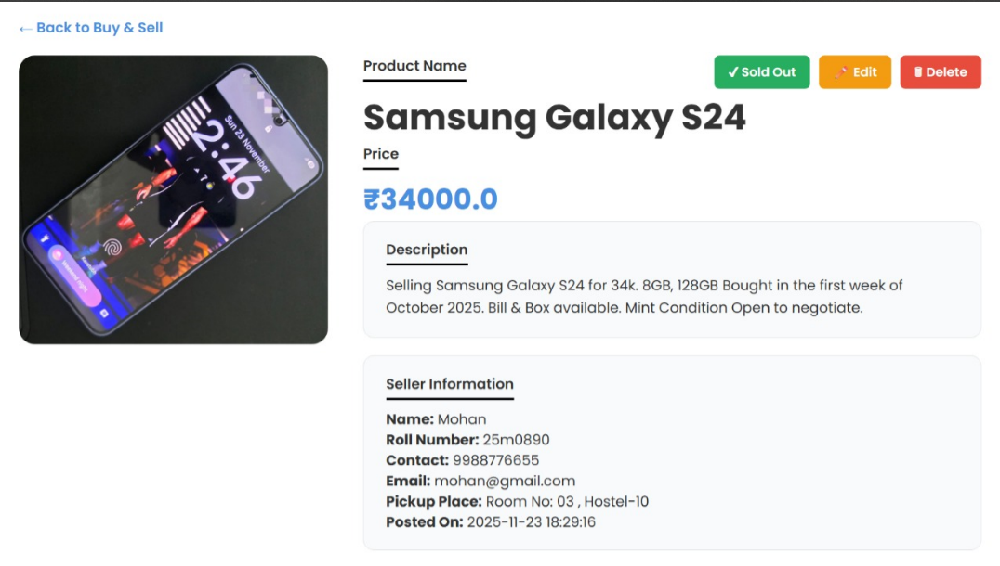 ← Back to Buy & Sell
Sun 23 November
2:46
Weekend night
Product Name
✓ Sold Out
Edit
Delete
Samsung Galaxy S24
Price
₹34000.0
Description
Selling Samsung Galaxy S24 for 34k. 8GB, 128GB Bought in the first week of
October 2025. Bill & Box available. Mint Condition Open to negotiate.
Seller Information
Name: Mohan
Roll Number: 25m0890
Contact: 9988776655
Email: mohan@gmail.com
Pickup Place: Room No: 03 , Hostel-10
Posted On: 2025-11-23 18:29:16